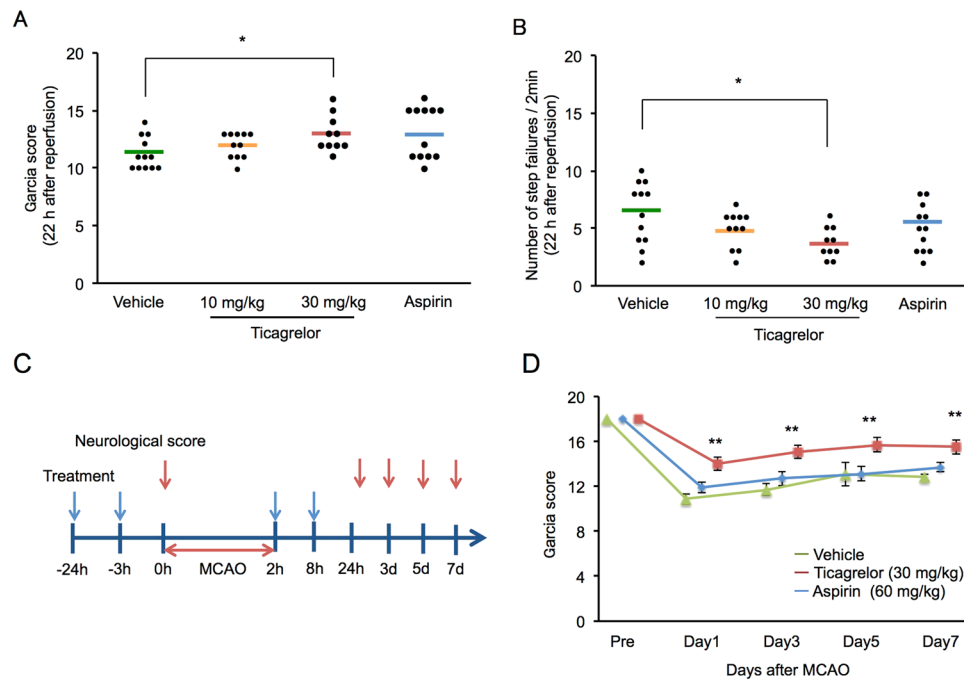 A
20
15
10
5
0
Garcia score
(22 h after reperfusion)
*
Vehicle 10 mg/kg 30 mg/kg Aspirin
Ticagrelor
B
20
15
10
5
0
Number of step failures / 2min
(22 h after reperfusion)
*
Vehicle 10 mg/kg 30 mg/kg Aspirin
Ticagrelor
C
Neurological score
Treatment
-24h -3h 0h MCAO 2h 8h 24h 3d 5d 7d
D
20
16
12
8
4
0
Garcia score
** ** ** **
Vehicle
Ticagrelor (30 mg/kg)
Aspirin (60 mg/kg)
Pre Day1 Day3 Day5 Day7
Days after MCAO